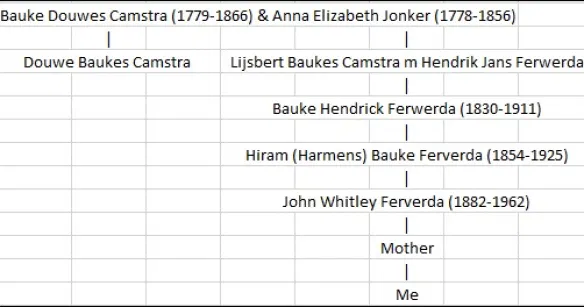 Bauke Douwes Camstra (1779-1866) & Anna Elizabeth Jonker (1778-1856)
Douwe Baukes Camstra Lijsbert Baukes Camstra m Hendrik Jans Ferwerda
Bauke Hendrick Ferwerda (1830-1911)
Hiram (Harmens) Bauke Ferverda (1854-1925)
John Whitley Ferverda (1882-1962)
Mother
Me